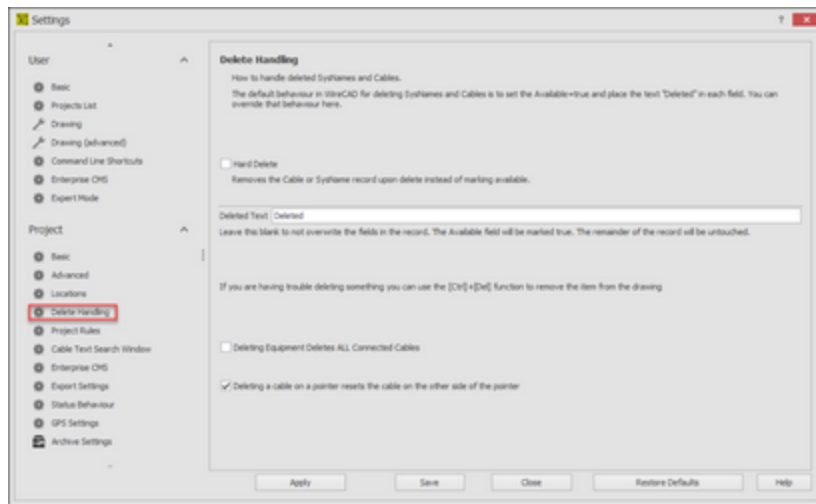 Settings
User
Basic
Projects List
Drawing
Drawing (advanced)
Command Line Shortcuts
Enterprise CMS
Expert Mode
Project
Basic
Advanced
Locations
Delete Handling
Project Rules
Cable Text Search Window
Enterprise CMS
Export Settings
Status Behaviour
GPS Settings
Archive Settings
Delete Handling
How to handle deleted SysNames and Cables.
The default behaviour in WireCAD for deleting SysNames and Cables is to set the Available=true and place the text "Deleted" in each field. You can
override that behaviour here.
Hard Delete
Removes the Cable or SysName record upon delete instead of marking available.
Deleted Text Deleted
Leave this blank to not overwrite the fields in the record. The Available field will be marked true. The remainder of the record will be untouched.
If you are having trouble deleting something you can use the [Ctrl]+[Del] function to remove the item from the drawing
Deleting Equipment Deletes ALL Connected Cables
Deleting a cable on a pointer resets the cable on the other side of the pointer
Apply Save Close Restore Defaults Help